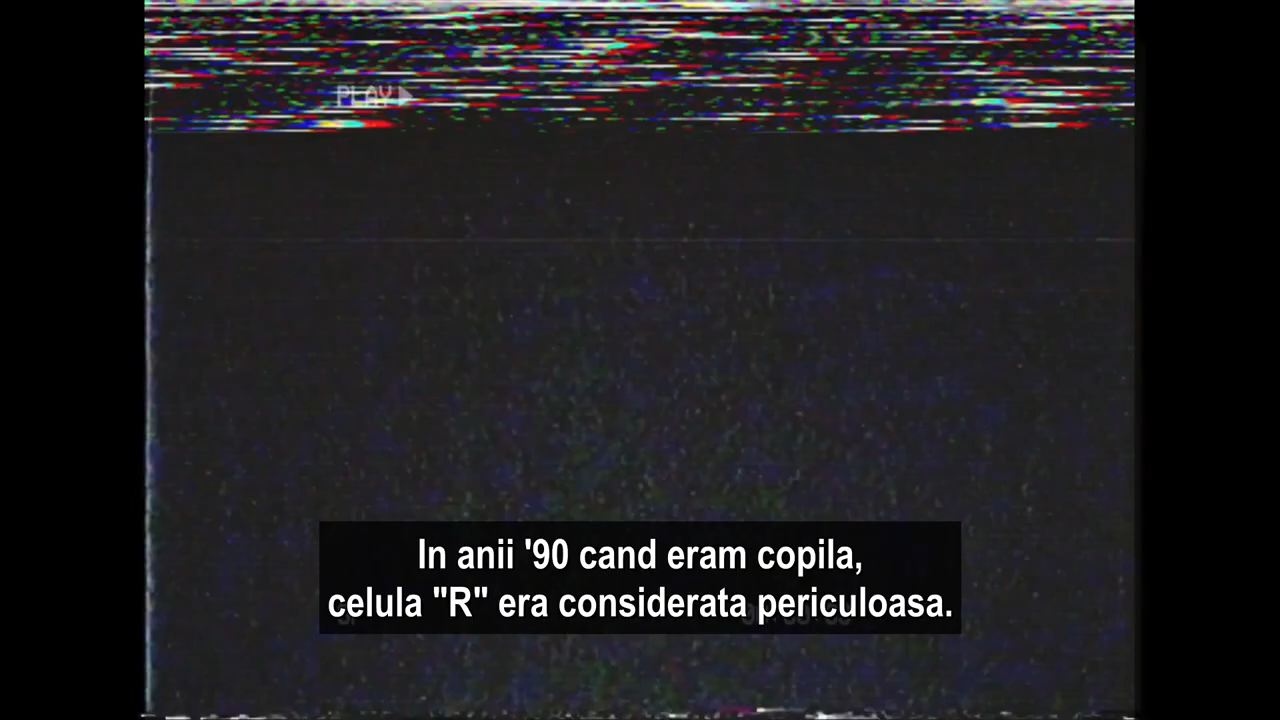 PLAY
In anii '90 cand eram copila,
celula "R" era considerata periculoasa.